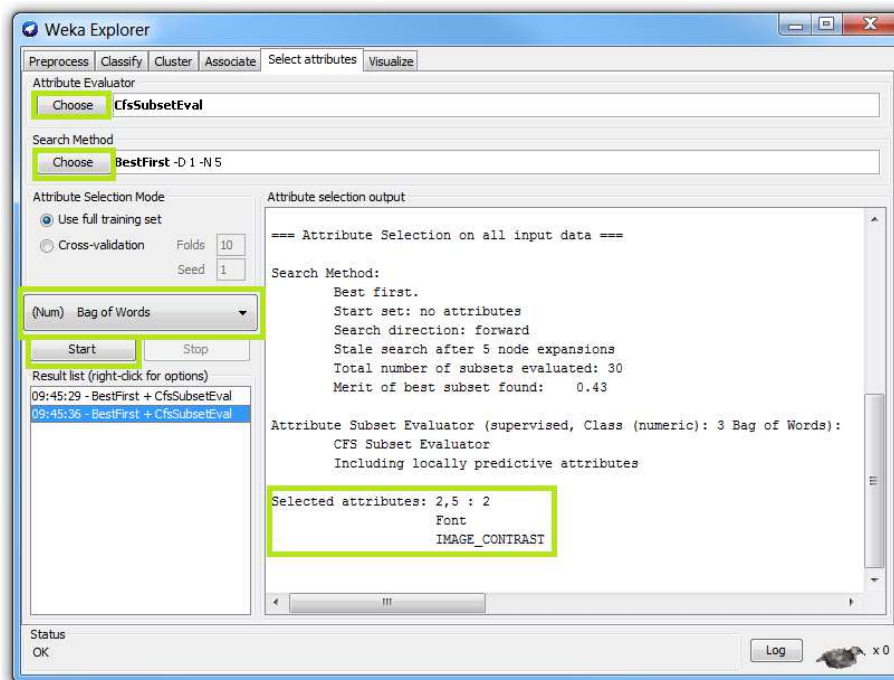 Weka Explorer
Preprocess Classify Cluster Associate Select attributes Visualize
Attribute Evaluator
Choose CfsSubsetEval
Search Method
Choose BestFirst -D 1 -N 5
Attribute Selection Mode
Use full training set
Cross-validation Folds 10
Seed 1
(Num) Bag of Words
Start Stop
Result list (right-click for options)
09:45:29 - BestFirst + CfsSubsetEval
09:45:36 - BestFirst + CfsSubsetEval
Attribute selection output
=== Attribute Selection on all input data ===
Search Method:
Best first.
Start set: no attributes
Search direction: forward
Stale search after 5 node expansions
Total number of subsets evaluated: 30
Merit of best subset found: 0.43
Attribute Subset Evaluator (supervised, Class (numeric): 3 Bag of Words):
CFS Subset Evaluator
Including locally predictive attributes
Selected attributes: 2,5 : 2
Font
IMAGE_CONTRAST
Status
OK
Log x 0